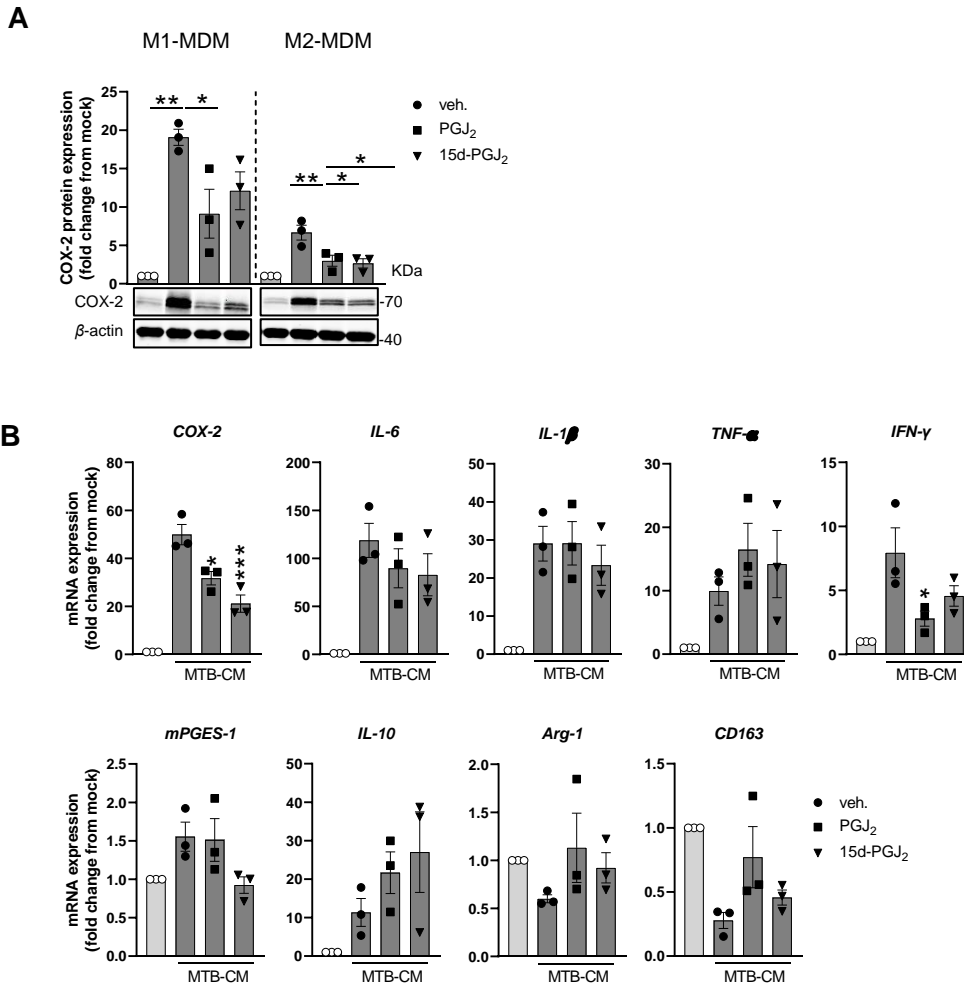 A
M1-MDM M2-MDM
COX-2 protein expression
(fold change from mock)
25
20
15
10
5
0
** *
** *
*
veh.
PGJ2
15d-PGJ2
KDa
COX-2 -70
β-actin -40
B
COX-2 IL-6 IL-1β TNF-α IFN-γ
mRNA expression
(fold change from mock)
80
60
40
20
0
*
***
MTB-CM
200
150
100
50
0
MTB-CM
50
40
30
20
10
0
MTB-CM
30
20
10
0
MTB-CM
15
10
5
0
*
MTB-CM
mPGES-1 IL-10 Arg-1 CD163
mRNA expression
(fold change from mock)
2.5
2.0
1.5
1.0
0.5
0.0
MTB-CM
50
40
30
20
10
0
MTB-CM
2.0
1.5
1.0
0.5
0.0
MTB-CM
1.5
1.0
0.5
0.0
MTB-CM
veh.
PGJ2
15d-PGJ2